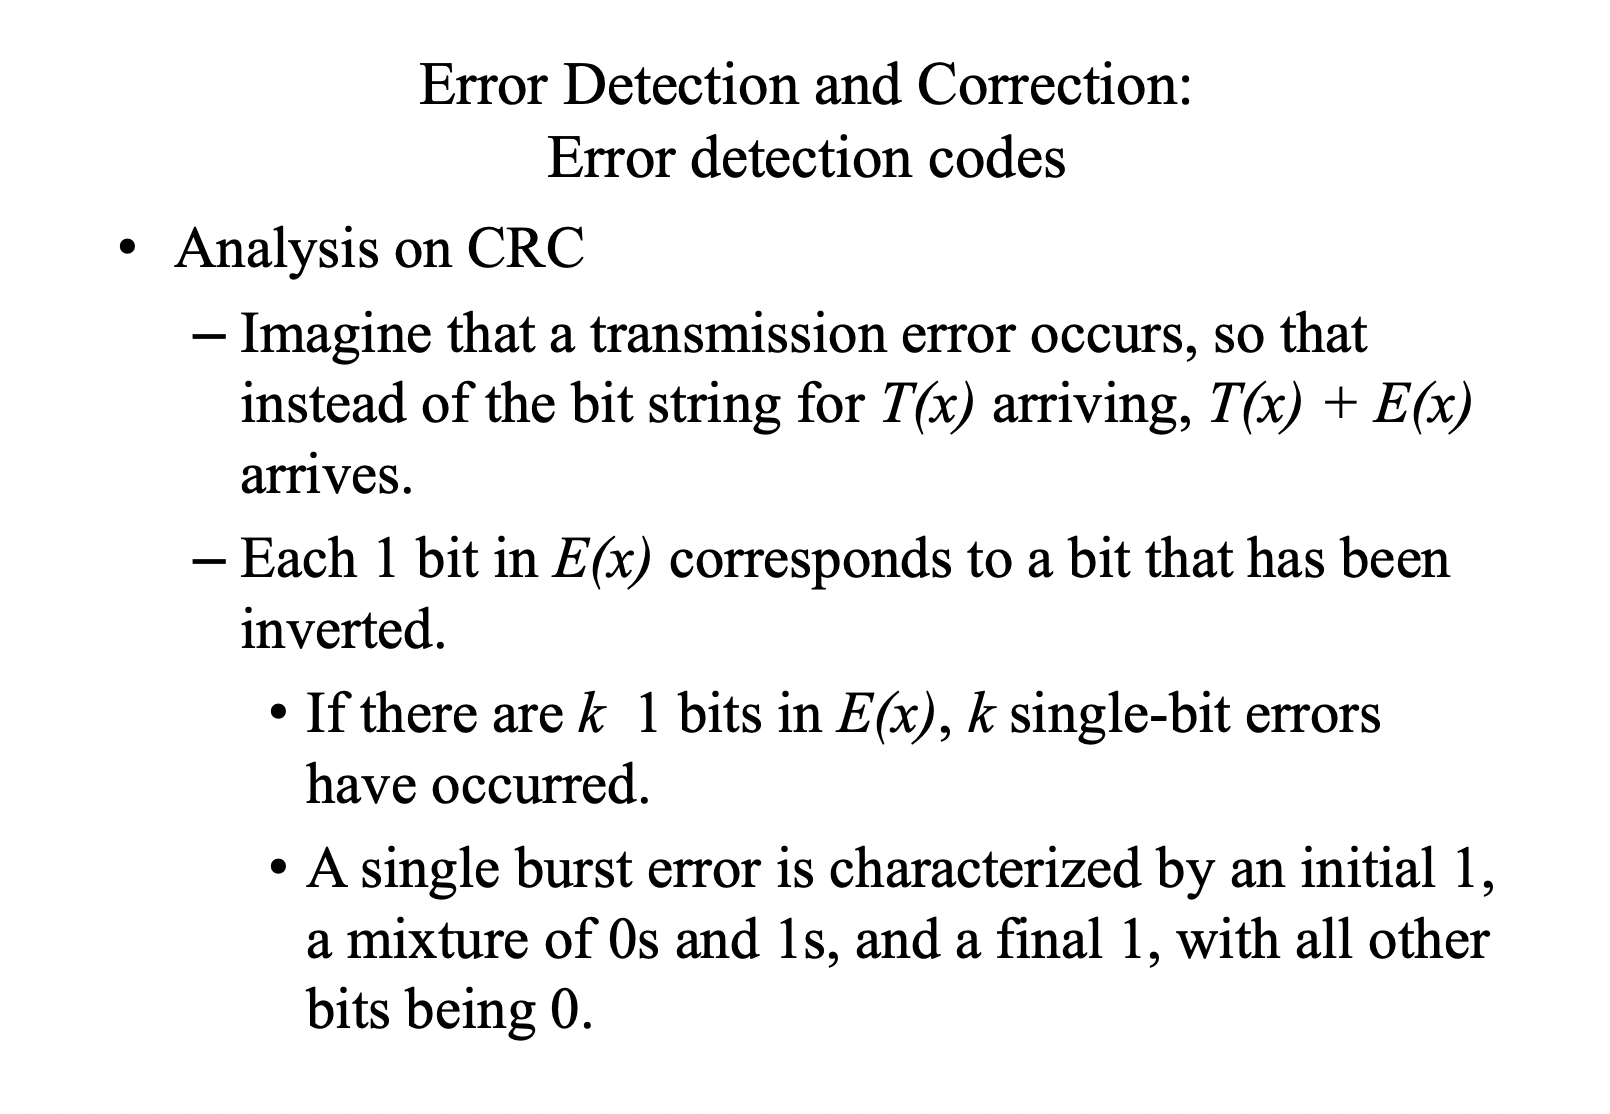 Error Detection and Correction:
Error detection codes
• Analysis on CRC
– Imagine that a transmission error occurs, so that
instead of the bit string for T(x) arriving, T(x) + E(x)
arrives.
– Each 1 bit in E(x) corresponds to a bit that has been
inverted.
• If there are k 1 bits in E(x), k single-bit errors
have occurred.
• A single burst error is characterized by an initial 1,
a mixture of 0s and 1s, and a final 1, with all other
bits being 0.